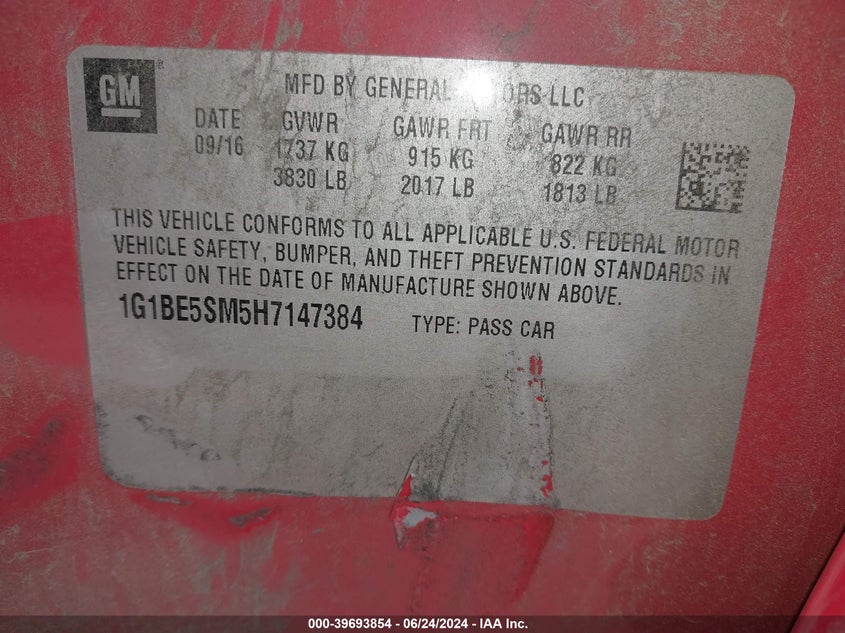 GM
MFD BY GENERAL MOTORS LLC
DATE GVWR GAWR FRT GAWR RR
09/16 1737 KG 915 KG 822 KG
3830 LB 2017 LB 1813 LB
THIS VEHICLE CONFORMS TO ALL APPLICABLE U.S. FEDERAL MOTOR
VEHICLE SAFETY, BUMPER, AND THEFT PREVENTION STANDARDS IN
EFFECT ON THE DATE OF MANUFACTURE SHOWN ABOVE.
1G1BE5SM5H7147384 TYPE: PASS CAR
000-39693854 - 06/24/2024 - IAA Inc.